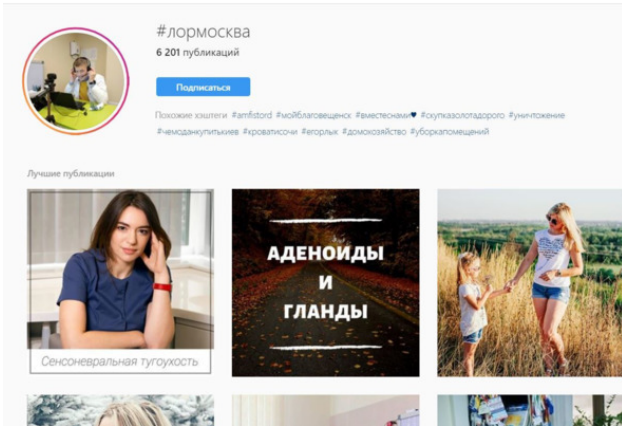 #лормосква
6 201 публикаций
Подписаться
Похожие хэштеги #amfistord #мойблаговещенск #вместеснами♥ #скупказолотадорого #уничтожение
#чемоданкупитькиев #кроватисочи #егорлык #домохозяйство #уборкапомещений
Лучшие публикации
АДЕНОИДЫ
И
ГЛАНДЫ
Сенсоневральная тугоухость